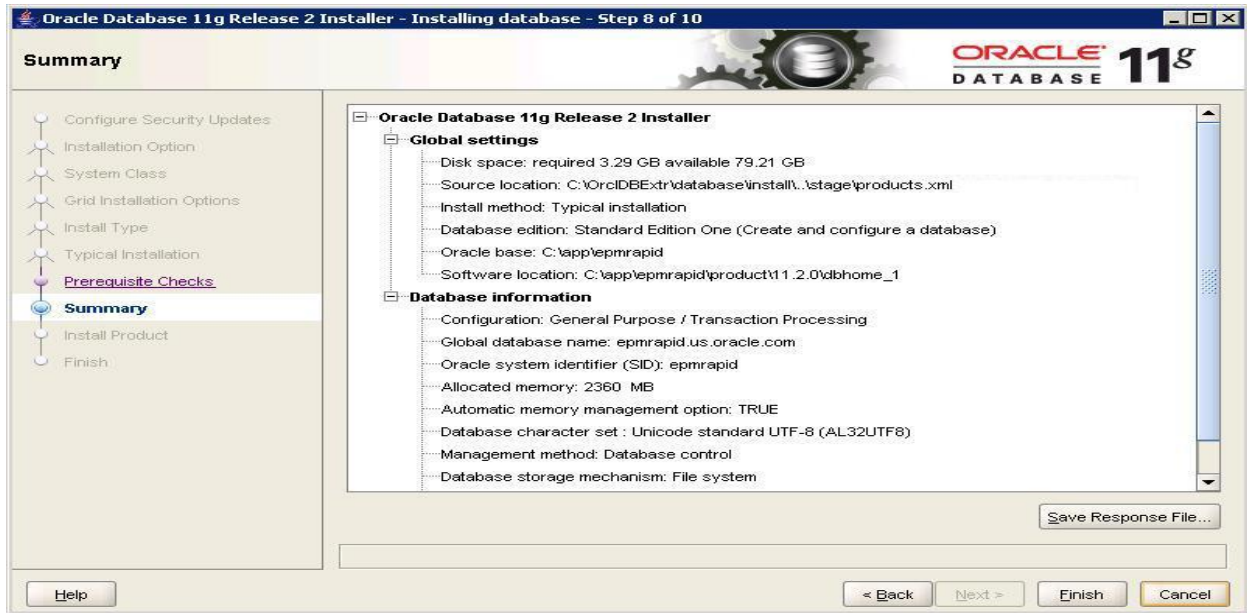 Oracle Database 11g Release 2 Installer - Installing database - Step 8 of 10
Summary
ORACLE
DATABASE 11g
Configure Security Updates
Installation Option
System Class
Grid Installation Options
Install Type
Typical Installation
Prerequisite Checks
Summary
Install Product
Finish
Oracle Database 11g Release 2 Installer
Global settings
Disk space: required 3.29 GB available 79.21 GB
Source location: C:\OrclDBExtr\database\install\..\stage\products.xml
Install method: Typical installation
Database edition: Standard Edition One (Create and configure a database)
Oracle base: C:\app\epmrapid
Software location: C:\app\epmrapid\product\11.2.0\dbhome_1
Database information
Configuration: General Purpose / Transaction Processing
Global database name: epmrapid.us.oracle.com
Oracle system identifier (SID): epmrapid
Allocated memory: 2360 MB
Automatic memory management option: TRUE
Database character set : Unicode standard UTF-8 (AL32UTF8)
Management method: Database control
Database storage mechanism: File system
Save Response File...
Help
< Back
Next >
Finish
Cancel